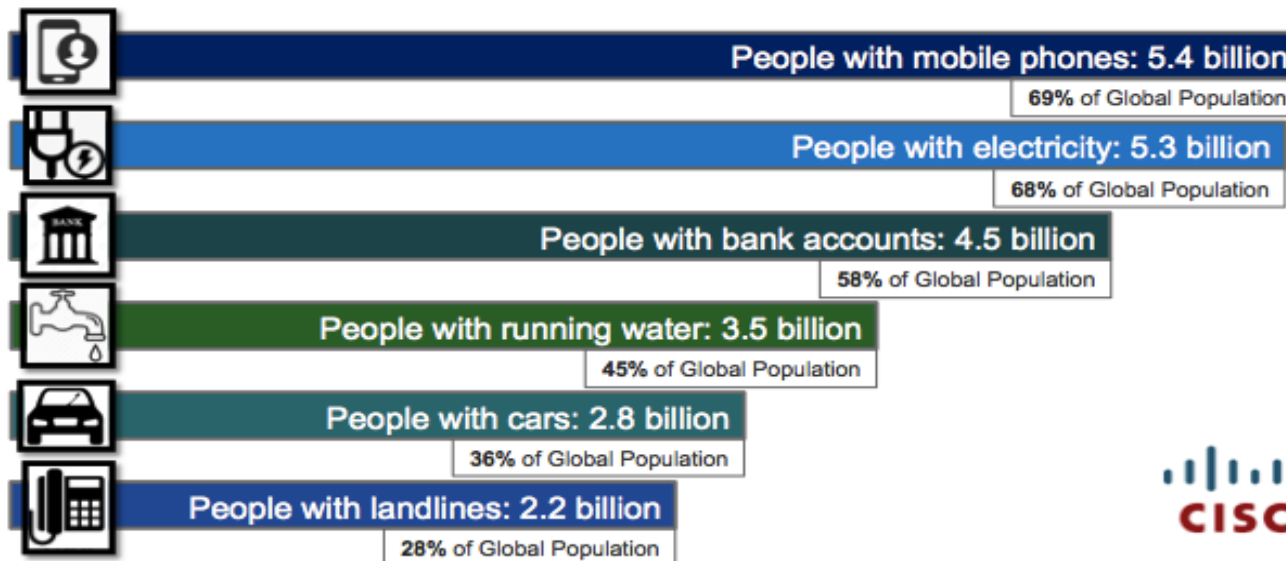 People with mobile phones: 5.4 billion
69% of Global Population
People with electricity: 5.3 billion
68% of Global Population
BANK
People with bank accounts: 4.5 billion
58% of Global Population
People with running water: 3.5 billion
45% of Global Population
People with cars: 2.8 billion
36% of Global Population
People with landlines: 2.2 billion
28% of Global Population
CISC